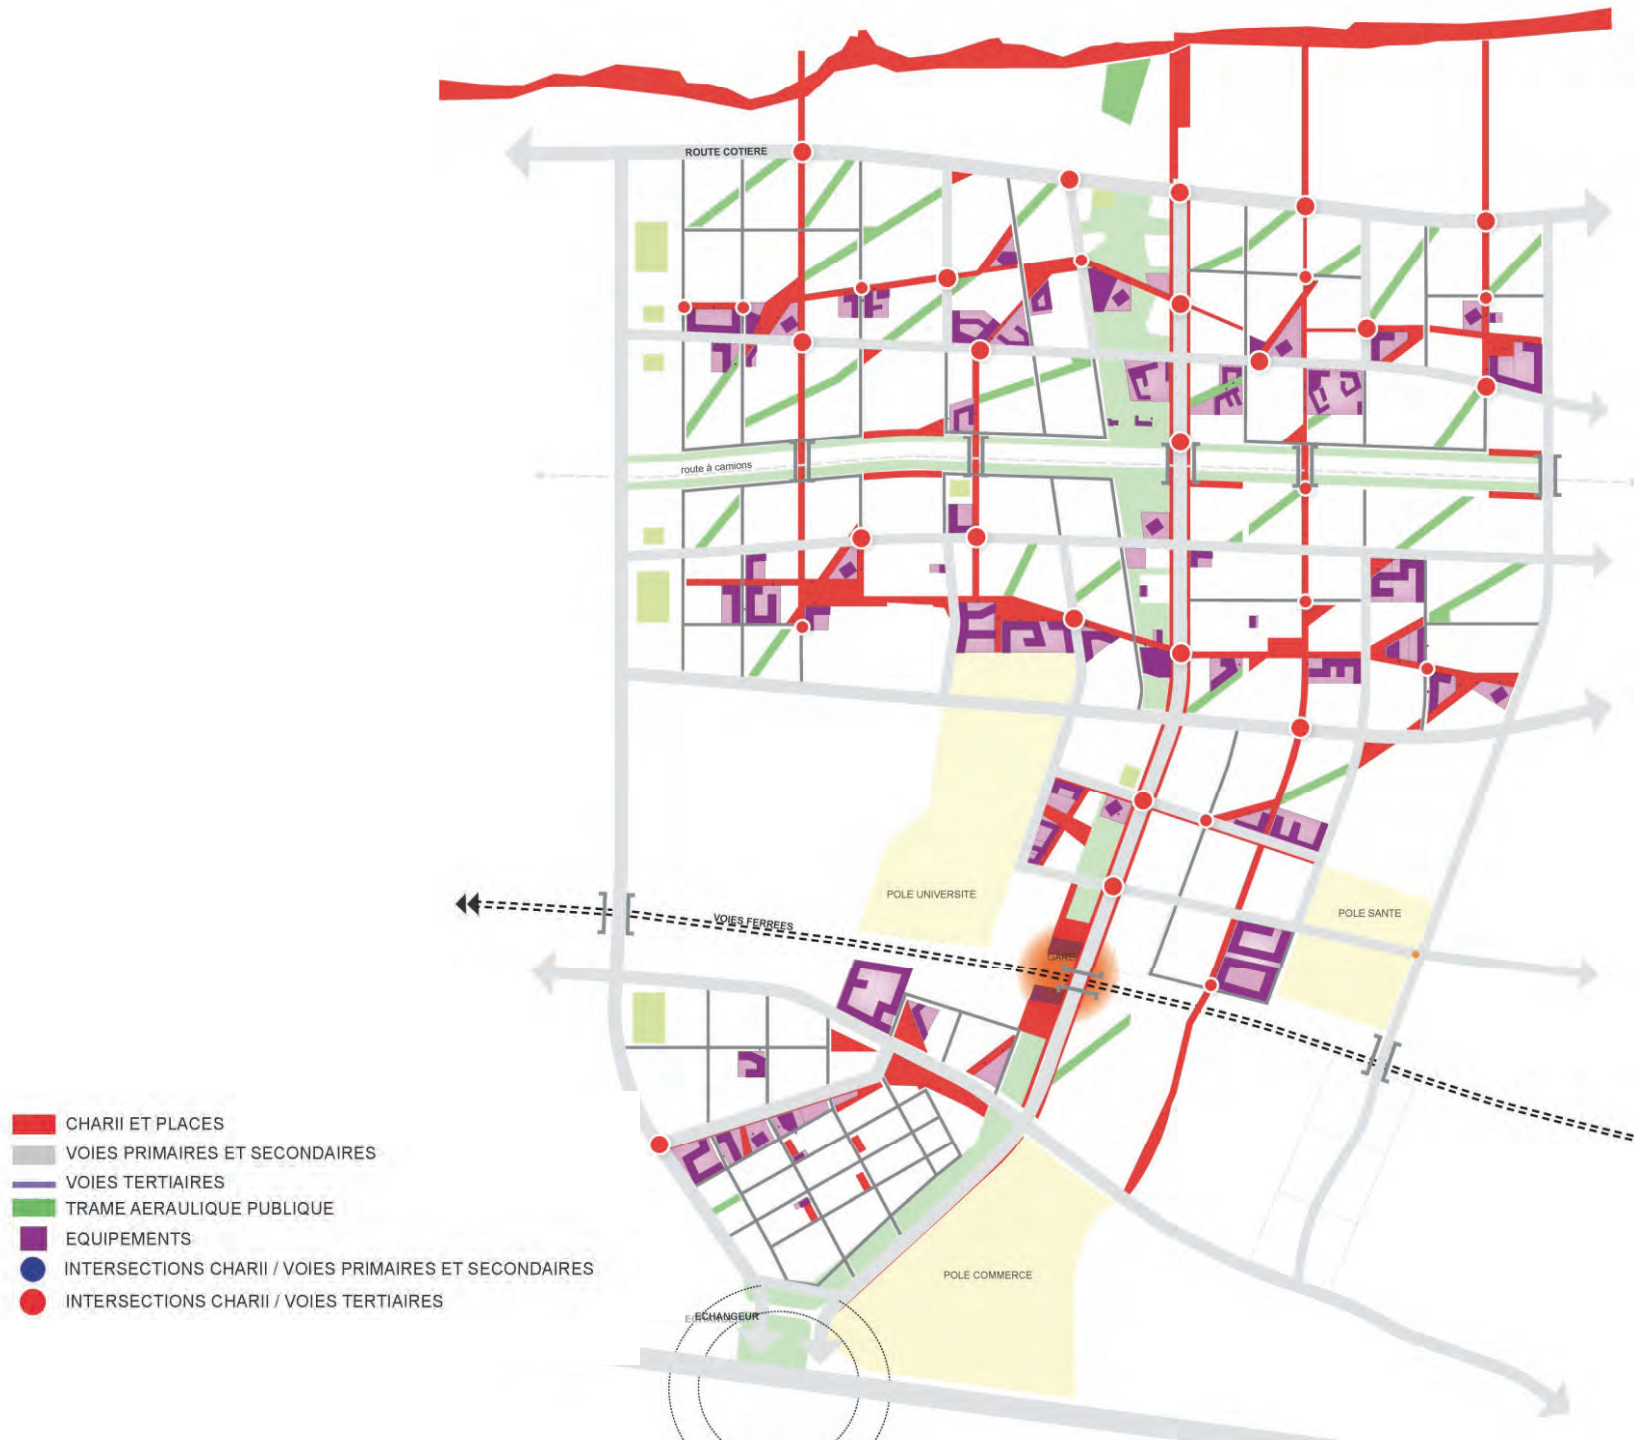 ROUTE COTIERE
route à camions
POLE UNIVERSITE
POLE SANTE
VOIES FERREES
GARE
CHARII ET PLACES
VOIES PRIMAIRES ET SECONDAIRES
VOIES TERTIAIRES
TRAME AERAULIQUE PUBLIQUE
EQUIPEMENTS
INTERSECTIONS CHARII / VOIES PRIMAIRES ET SECONDAIRES
INTERSECTIONS CHARII / VOIES TERTIAIRES
POLE COMMERCE
ECHANGEUR